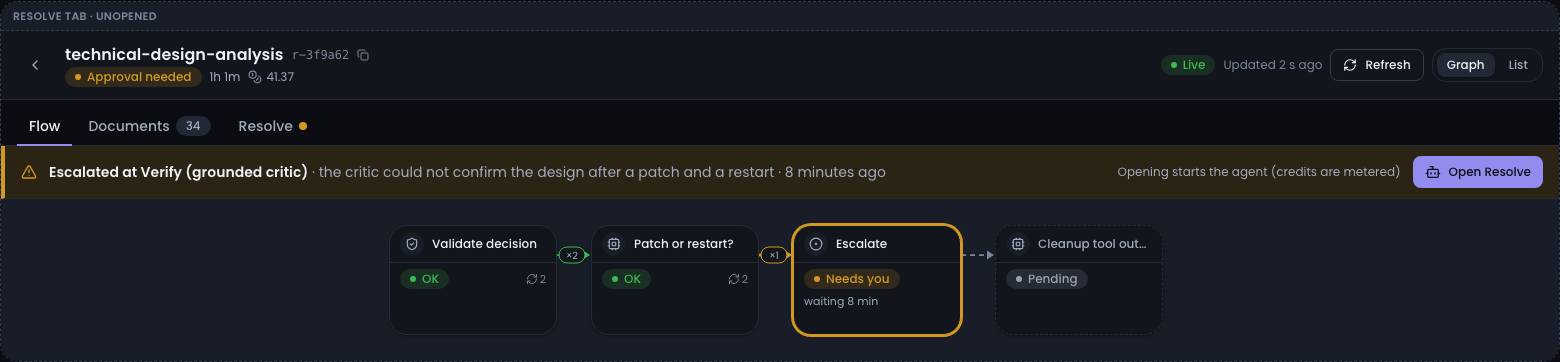 RESOLVE TAB · UNOPENED
technical-design-analysis r-3f9a62
Approval needed 1h 1m 41.37
Live Updated 2 s ago Refresh Graph List
Flow Documents 34 Resolve
Escalated at Verify (grounded critic) · the critic could not confirm the design after a patch and a restart · 8 minutes ago
Opening starts the agent (credits are metered) Open Resolve
Validate decision
OK 2
×2
Patch or restart?
OK 2
×1
Escalate
Needs you
waiting 8 min
Cleanup tool out...
Pending